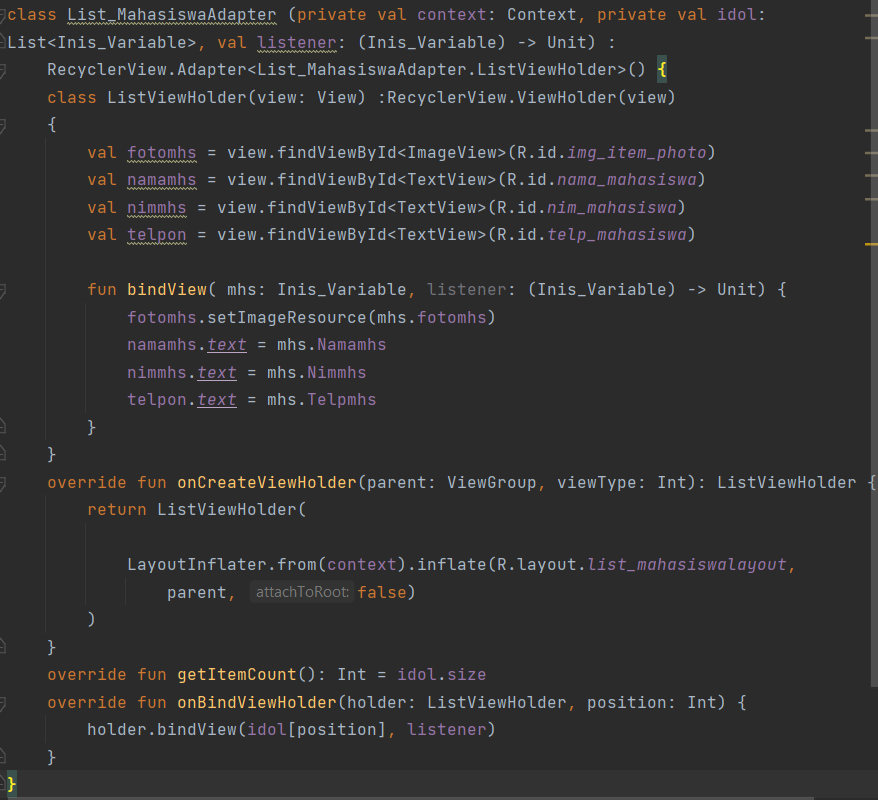 class List_MahasiswaAdapter (private val context: Context, private val idol:
List<Inis_Variable>, val listener: (Inis_Variable) -> Unit) :
    RecyclerView.Adapter<List_MahasiswaAdapter.ListViewHolder>() {
    class ListViewHolder(view: View) :RecyclerView.ViewHolder(view)
    {
        val fotomhs = view.findViewById<ImageView>(R.id.img_item_photo)
        val namamhs = view.findViewById<TextView>(R.id.nama_mahasiswa)
        val nimmhs = view.findViewById<TextView>(R.id.nim_mahasiswa)
        val telpon = view.findViewById<TextView>(R.id.telp_mahasiswa)

        fun bindView( mhs: Inis_Variable, listener: (Inis_Variable) -> Unit) {
            fotomhs.setImageResource(mhs.fotomhs)
            namamhs.text = mhs.Namamhs
            nimmhs.text = mhs.Nimmhs
            telpon.text = mhs.Telpmhs
        }
    }
    override fun onCreateViewHolder(parent: ViewGroup, viewType: Int): ListViewHolder {
        return ListViewHolder(

            LayoutInflater.from(context).inflate(R.layout.list_mahasiswalayout,
                parent, attachToRoot: false)
        )
    }
    override fun getItemCount(): Int = idol.size
    override fun onBindViewHolder(holder: ListViewHolder, position: Int) {
        holder.bindView(idol[position], listener)
    }
}